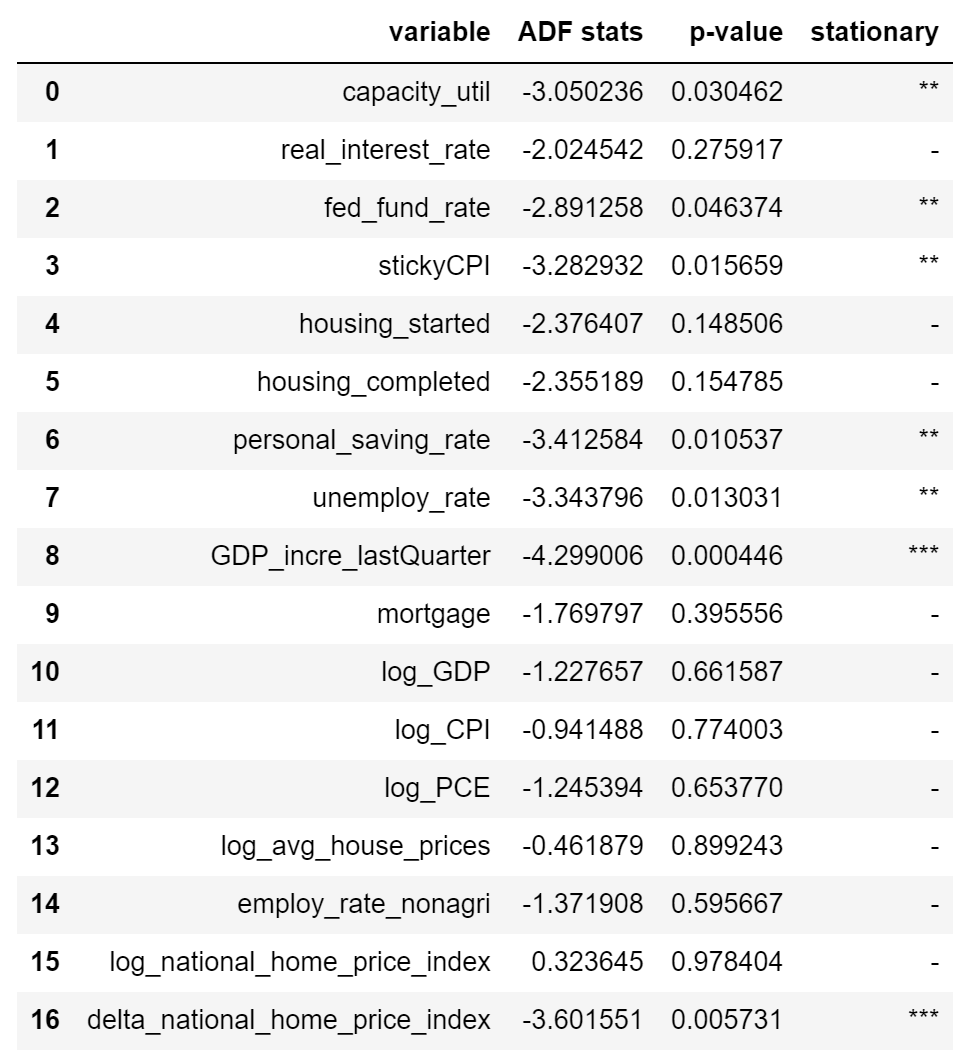 variable ADF stats p-value stationary
0 capacity_util -3.050236 0.030462 **
1 real_interest_rate -2.024542 0.275917 -
2 fed_fund_rate -2.891258 0.046374 **
3 stickyCPI -3.282932 0.015659 **
4 housing_started -2.376407 0.148506 -
5 housing_completed -2.355189 0.154785 -
6 personal_saving_rate -3.412584 0.010537 **
7 unemploy_rate -3.343796 0.013031 **
8 GDP_incre_lastQuarter -4.299006 0.000446 ***
9 mortgage -1.769797 0.395556 -
10 log_GDP -1.227657 0.661587 -
11 log_CPI -0.941488 0.774003 -
12 log_PCE -1.245394 0.653770 -
13 log_avg_house_prices -0.461879 0.899243 -
14 employ_rate_nonagri -1.371908 0.595667 -
15 log_national_home_price_index 0.323645 0.978404 -
16 delta_national_home_price_index -3.601551 0.005731 ***